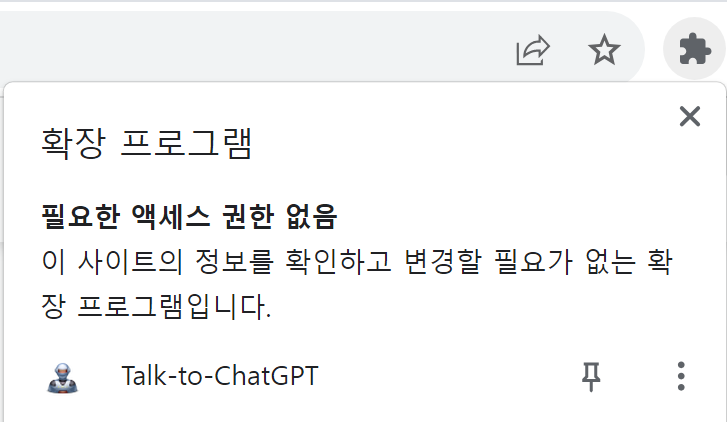 확장 프로그램
필요한 액세스 권한 없음
이 사이트의 정보를 확인하고 변경할 필요가 없는 확
장 프로그램입니다.
Talk-to-ChatGPT